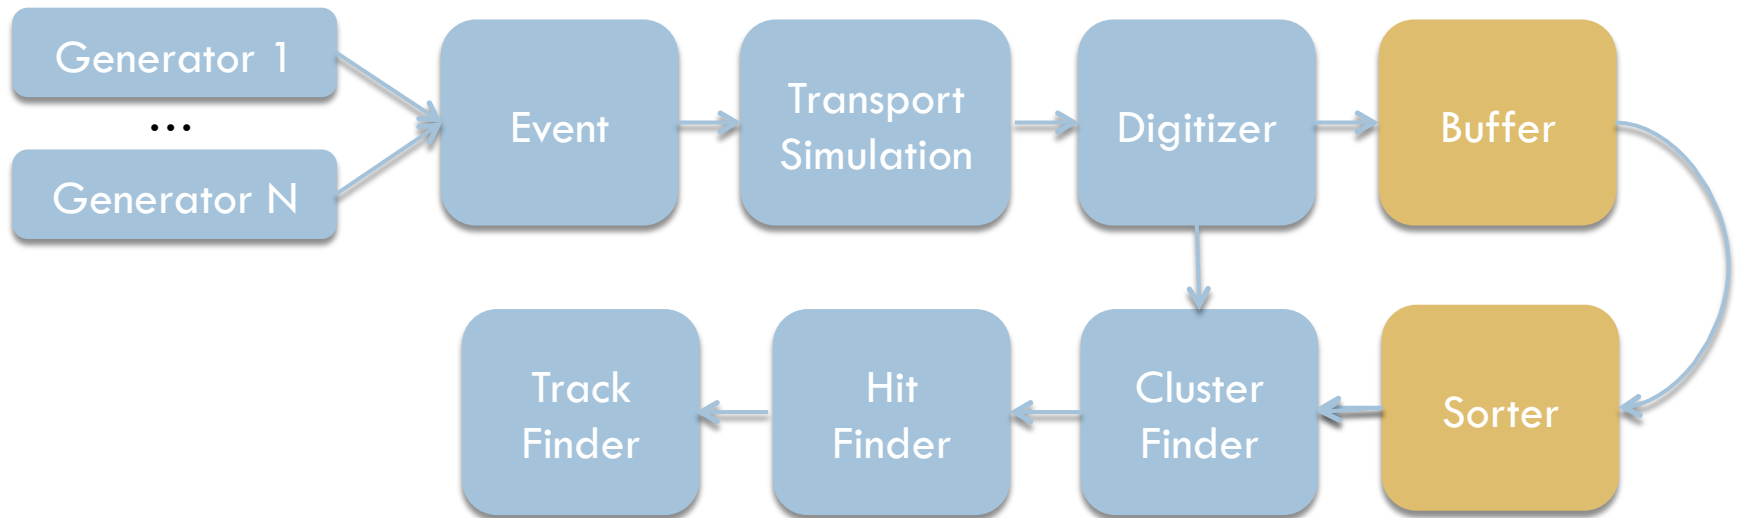 Generator 1
...
Generator N
Event
Transport
Simulation
Digitizer
Buffer
Track
Finder
Hit
Finder
Cluster
Finder
Sorter